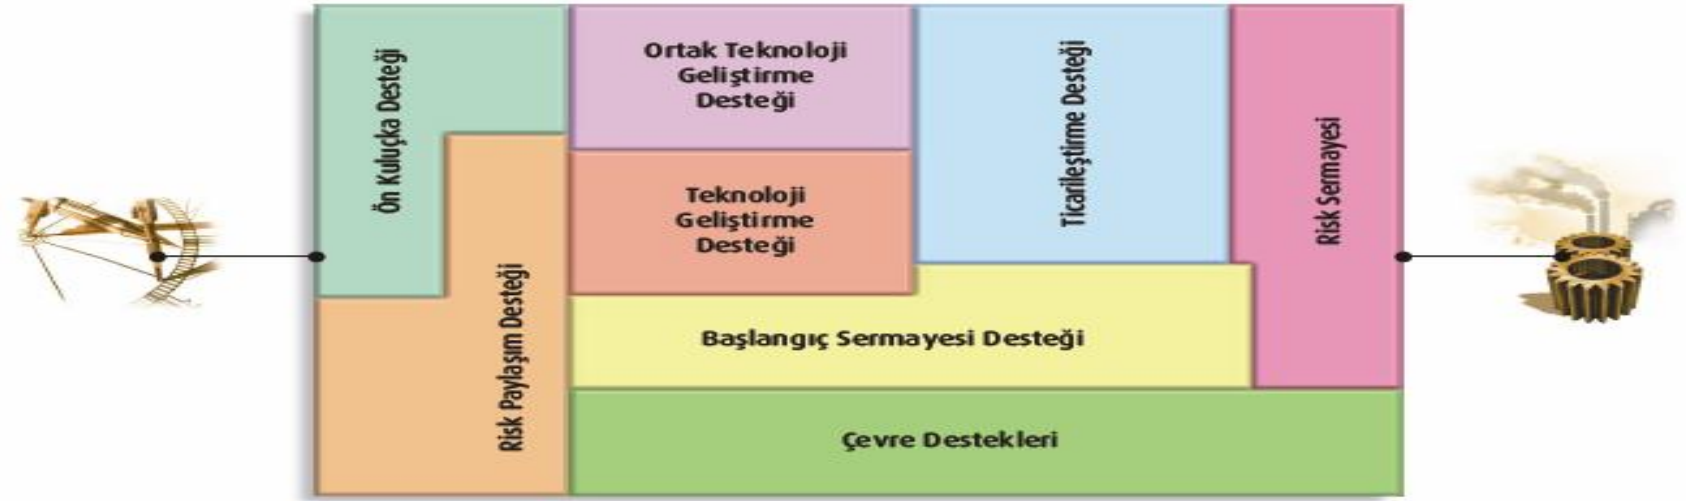 Ön Kuluçka Desteği
Risk Paylaşım Desteği
Ortak Teknoloji
Geliştirme
Desteği
Teknoloji
Geliştirme
Desteği
Ticarileştirme Desteği
Risk Sermayesi
Başlangıç Sermayesi Desteği
Çevre Destekleri